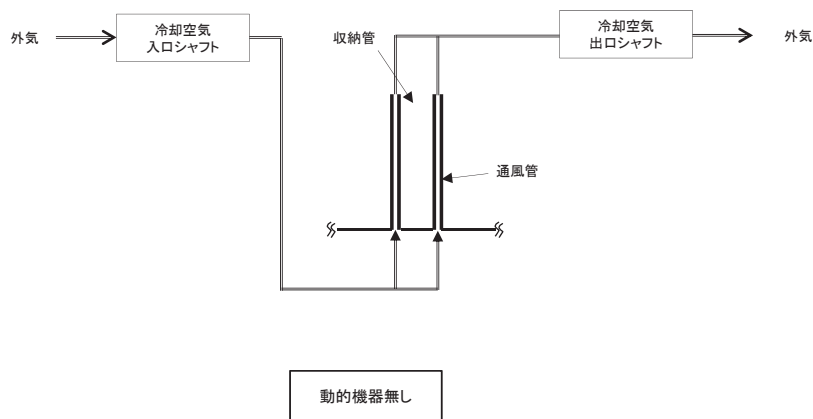 外気
冷却空気
入口シャフト
収納管
冷却空気
出口シャフト
外気
通風管
動的機器無し